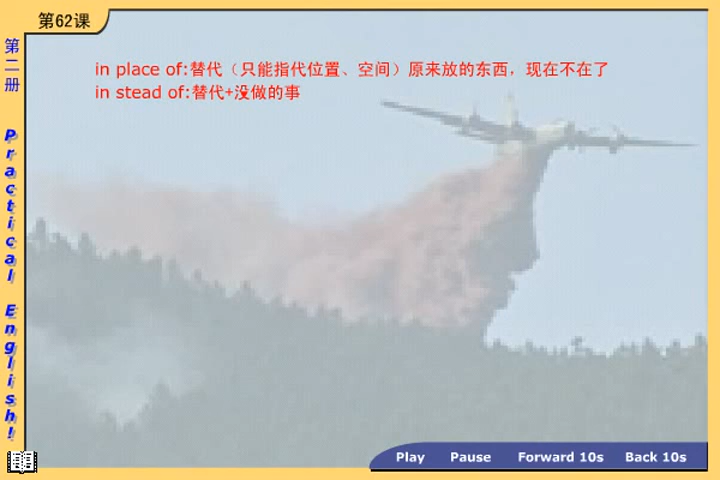 第62课
第二册
Practical English!
in place of:替代（只能指代位置、空间）原来放的东西，现在不在了
in stead of:替代+没做的事
Play Pause Forward 10s Back 10s